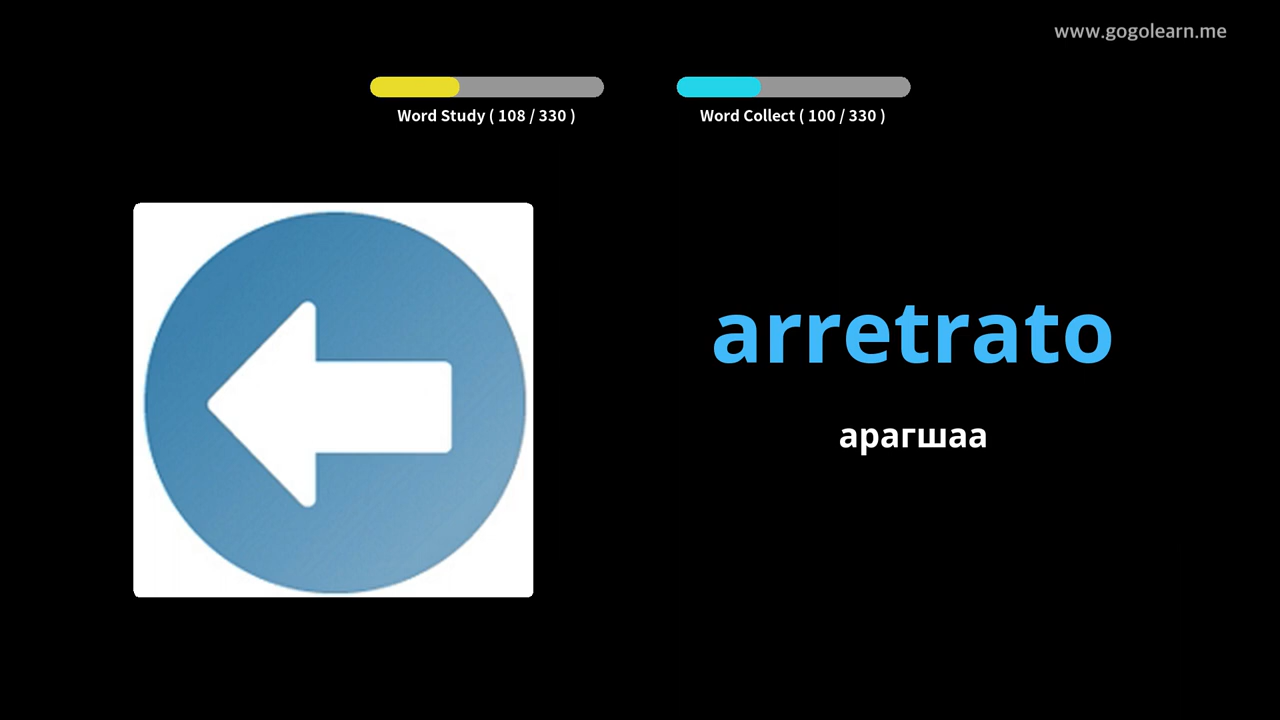 www.gogolearn.me
Word Study ( 108 / 330 )
Word Collect ( 100 / 330 )
arretrato
арагшаа